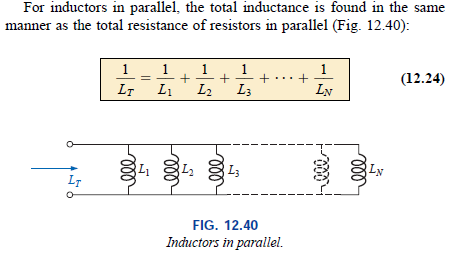 For inductors in parallel, the total inductance is found in the same
manner as the total resistance of resistors in parallel (Fig. 12.40):
1/L_T = 1/L_1 + 1/L_2 + 1/L_3 + · · · + 1/L_N (12.24)
L_T L_1 L_2 L_3 L_N
FIG. 12.40
Inductors in parallel.